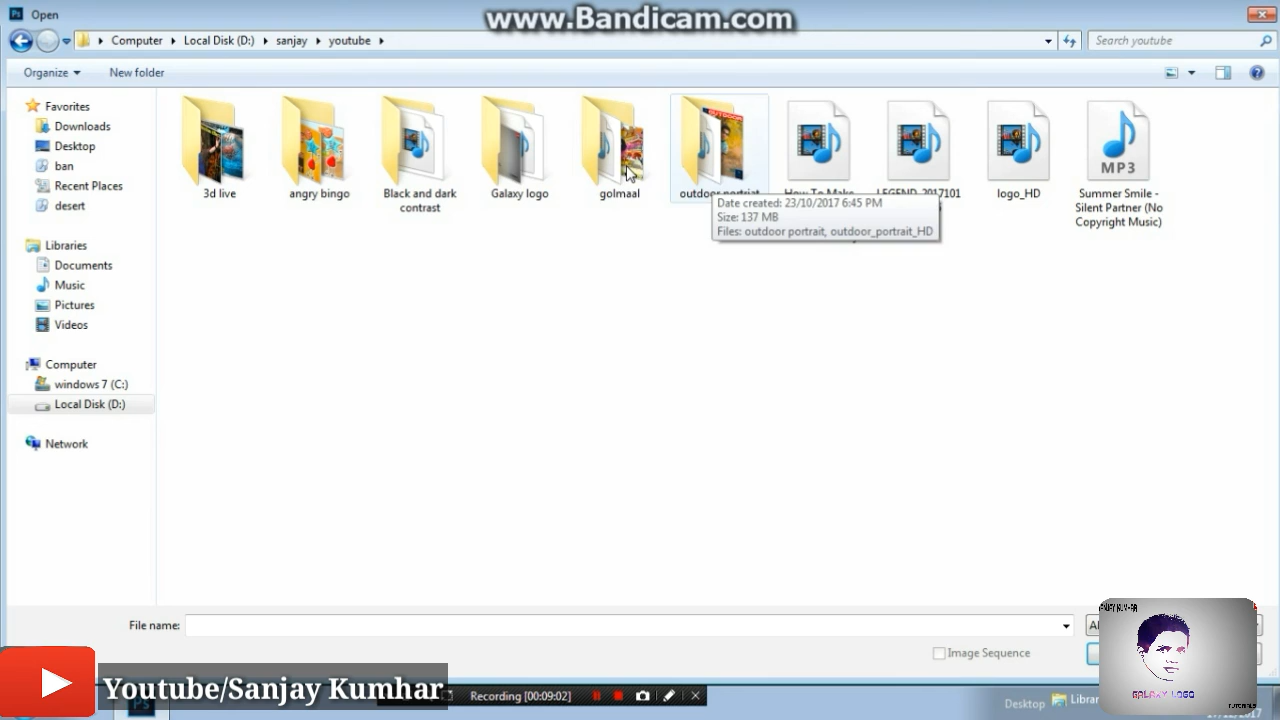 www.Bandicam.com
Open
Computer Local Disk (D:) sanjay youtube
Search youtube
Organize New folder
Favorites
Downloads
Desktop
ban
Recent Places
desert
Libraries
Documents
Music
Pictures
Videos
Computer
windows 7 (C:)
Local Disk (D:)
Network
3d live
angry bingo
Black and dark
contrast
Galaxy logo
golmaal
outdoor portriat
How To Make
LEGEND_2017101
logo_HD
MP3
Summer Smile -
Silent Partner (No
Copyright Music)
Date created: 23/10/2017 6:45 PM
Size: 137 MB
Files: outdoor portrait, outdoor_portrait_HD
File name:
Image Sequence
Youtube/Sanjay Kumhar
Recording [00:09:02]
Ps
Desktop
GALAXY LOGO
TUTORIALS